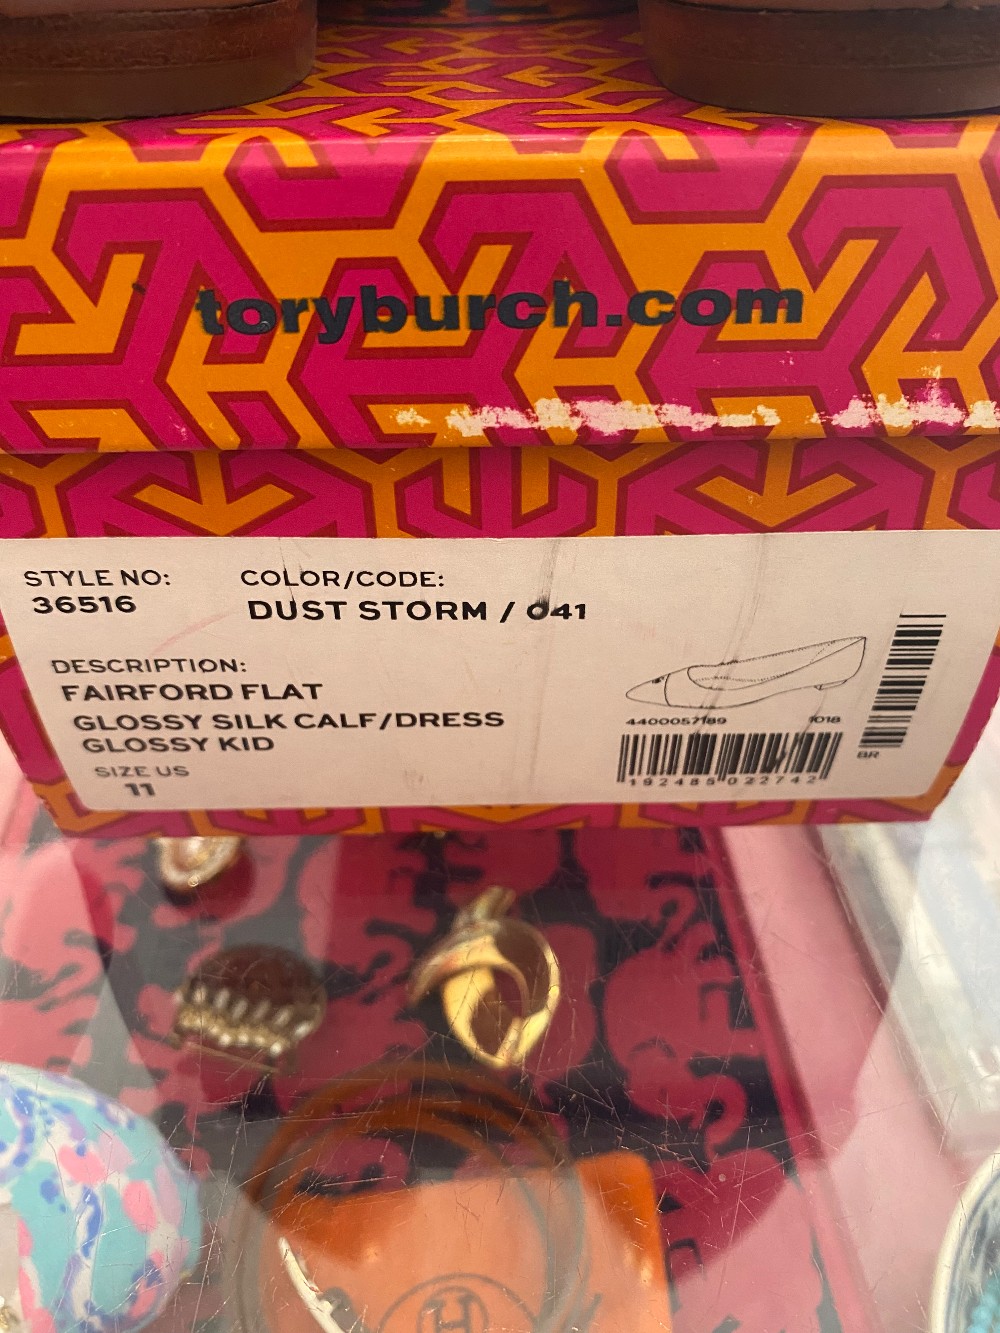 toryburch.com
STYLE NO:
36516
COLOR/CODE:
DUST STORM / 041
DESCRIPTION:
FAIRFORD FLAT
GLOSSY SILK CALF/DRESS
GLOSSY KID
SIZE US
11
4400057189 1018
192485022742
BR
H